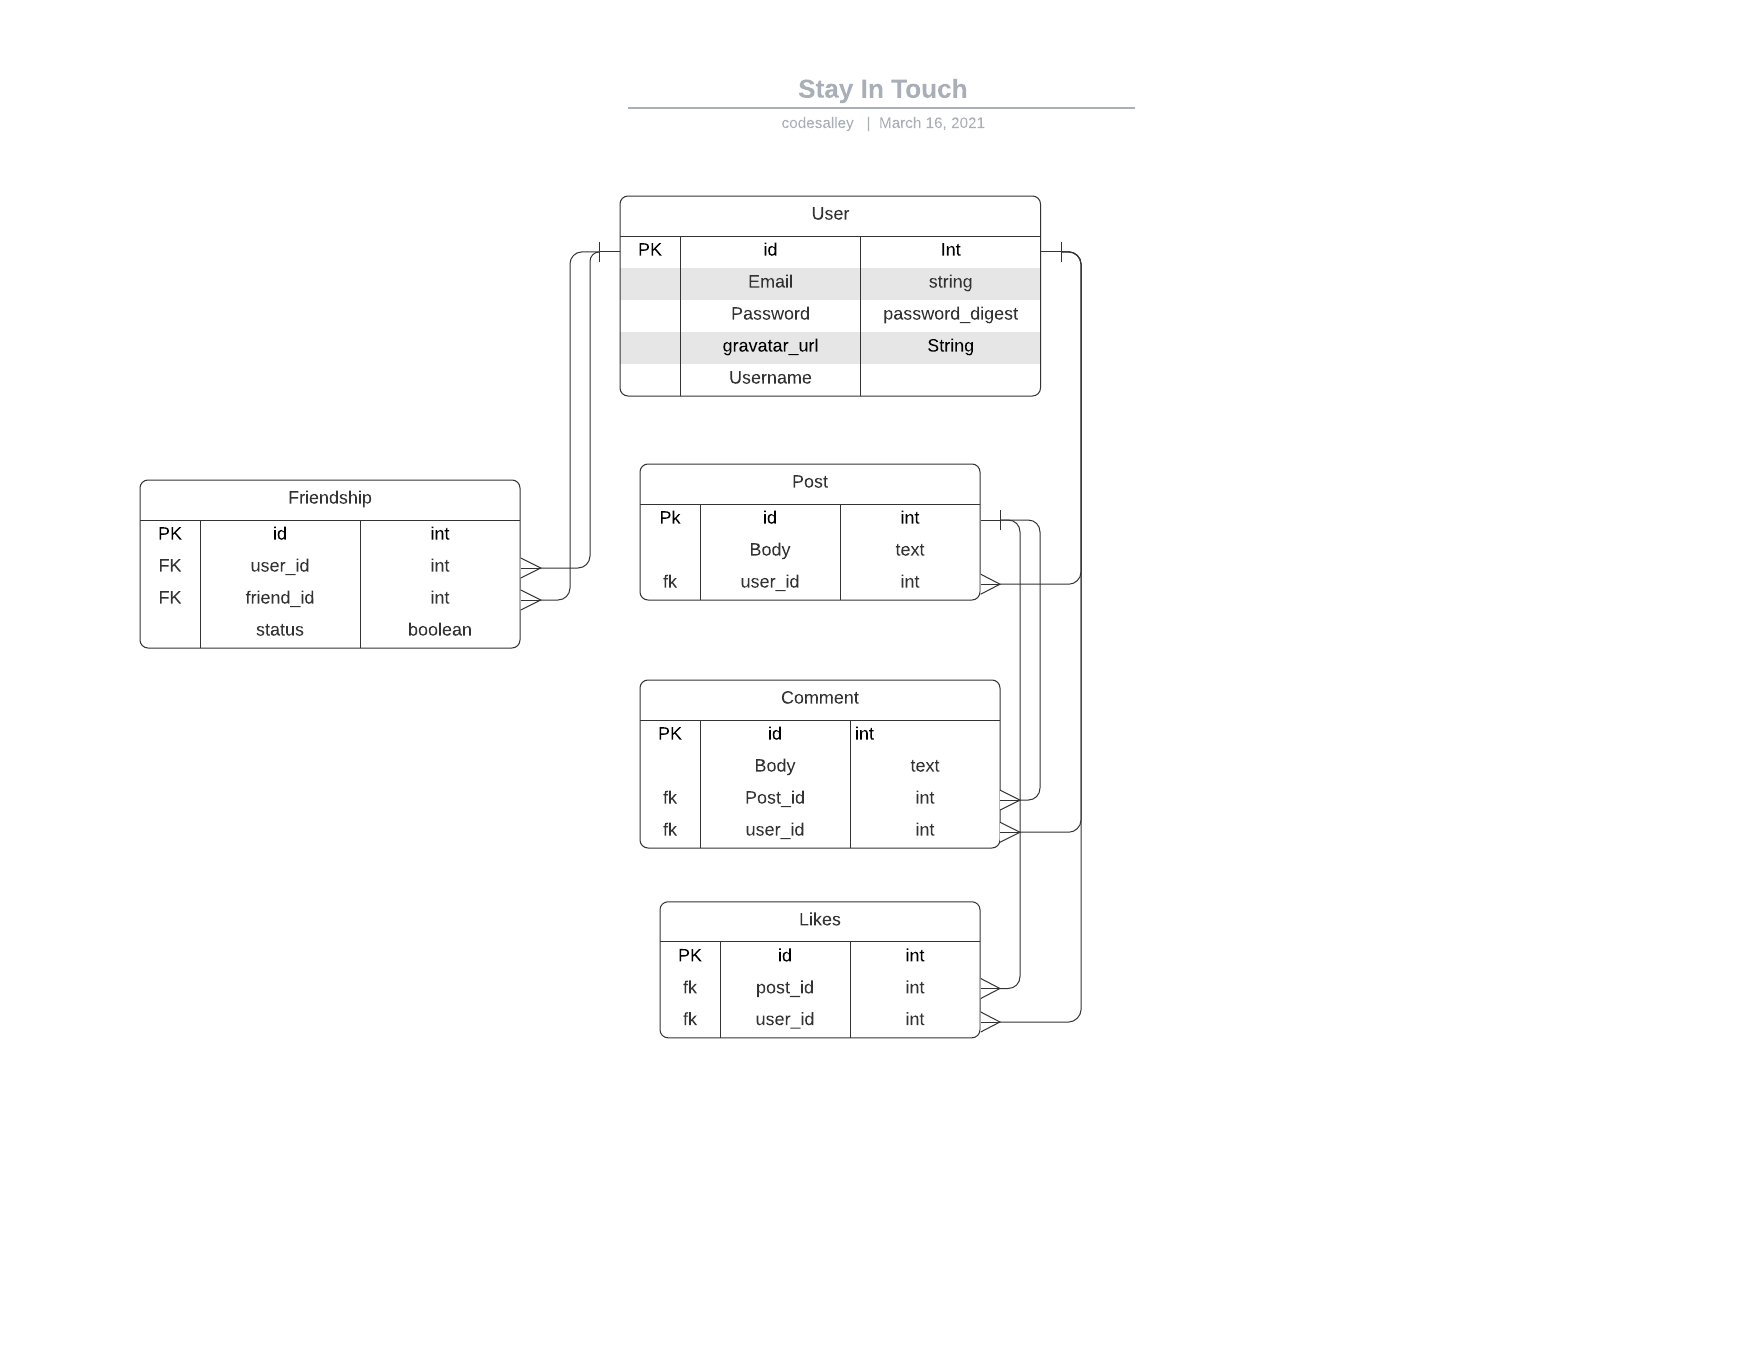 Stay In Touch
codesalley | March 16, 2021
User
PK id Int
Email string
Password password_digest
gravatar_url String
Username
Friendship
PK id int
FK user_id int
FK friend_id int
status boolean
Post
Pk id int
Body text
fk user_id int
Comment
PK id int
Body text
fk Post_id int
fk user_id int
Likes
PK id int
fk post_id int
fk user_id int